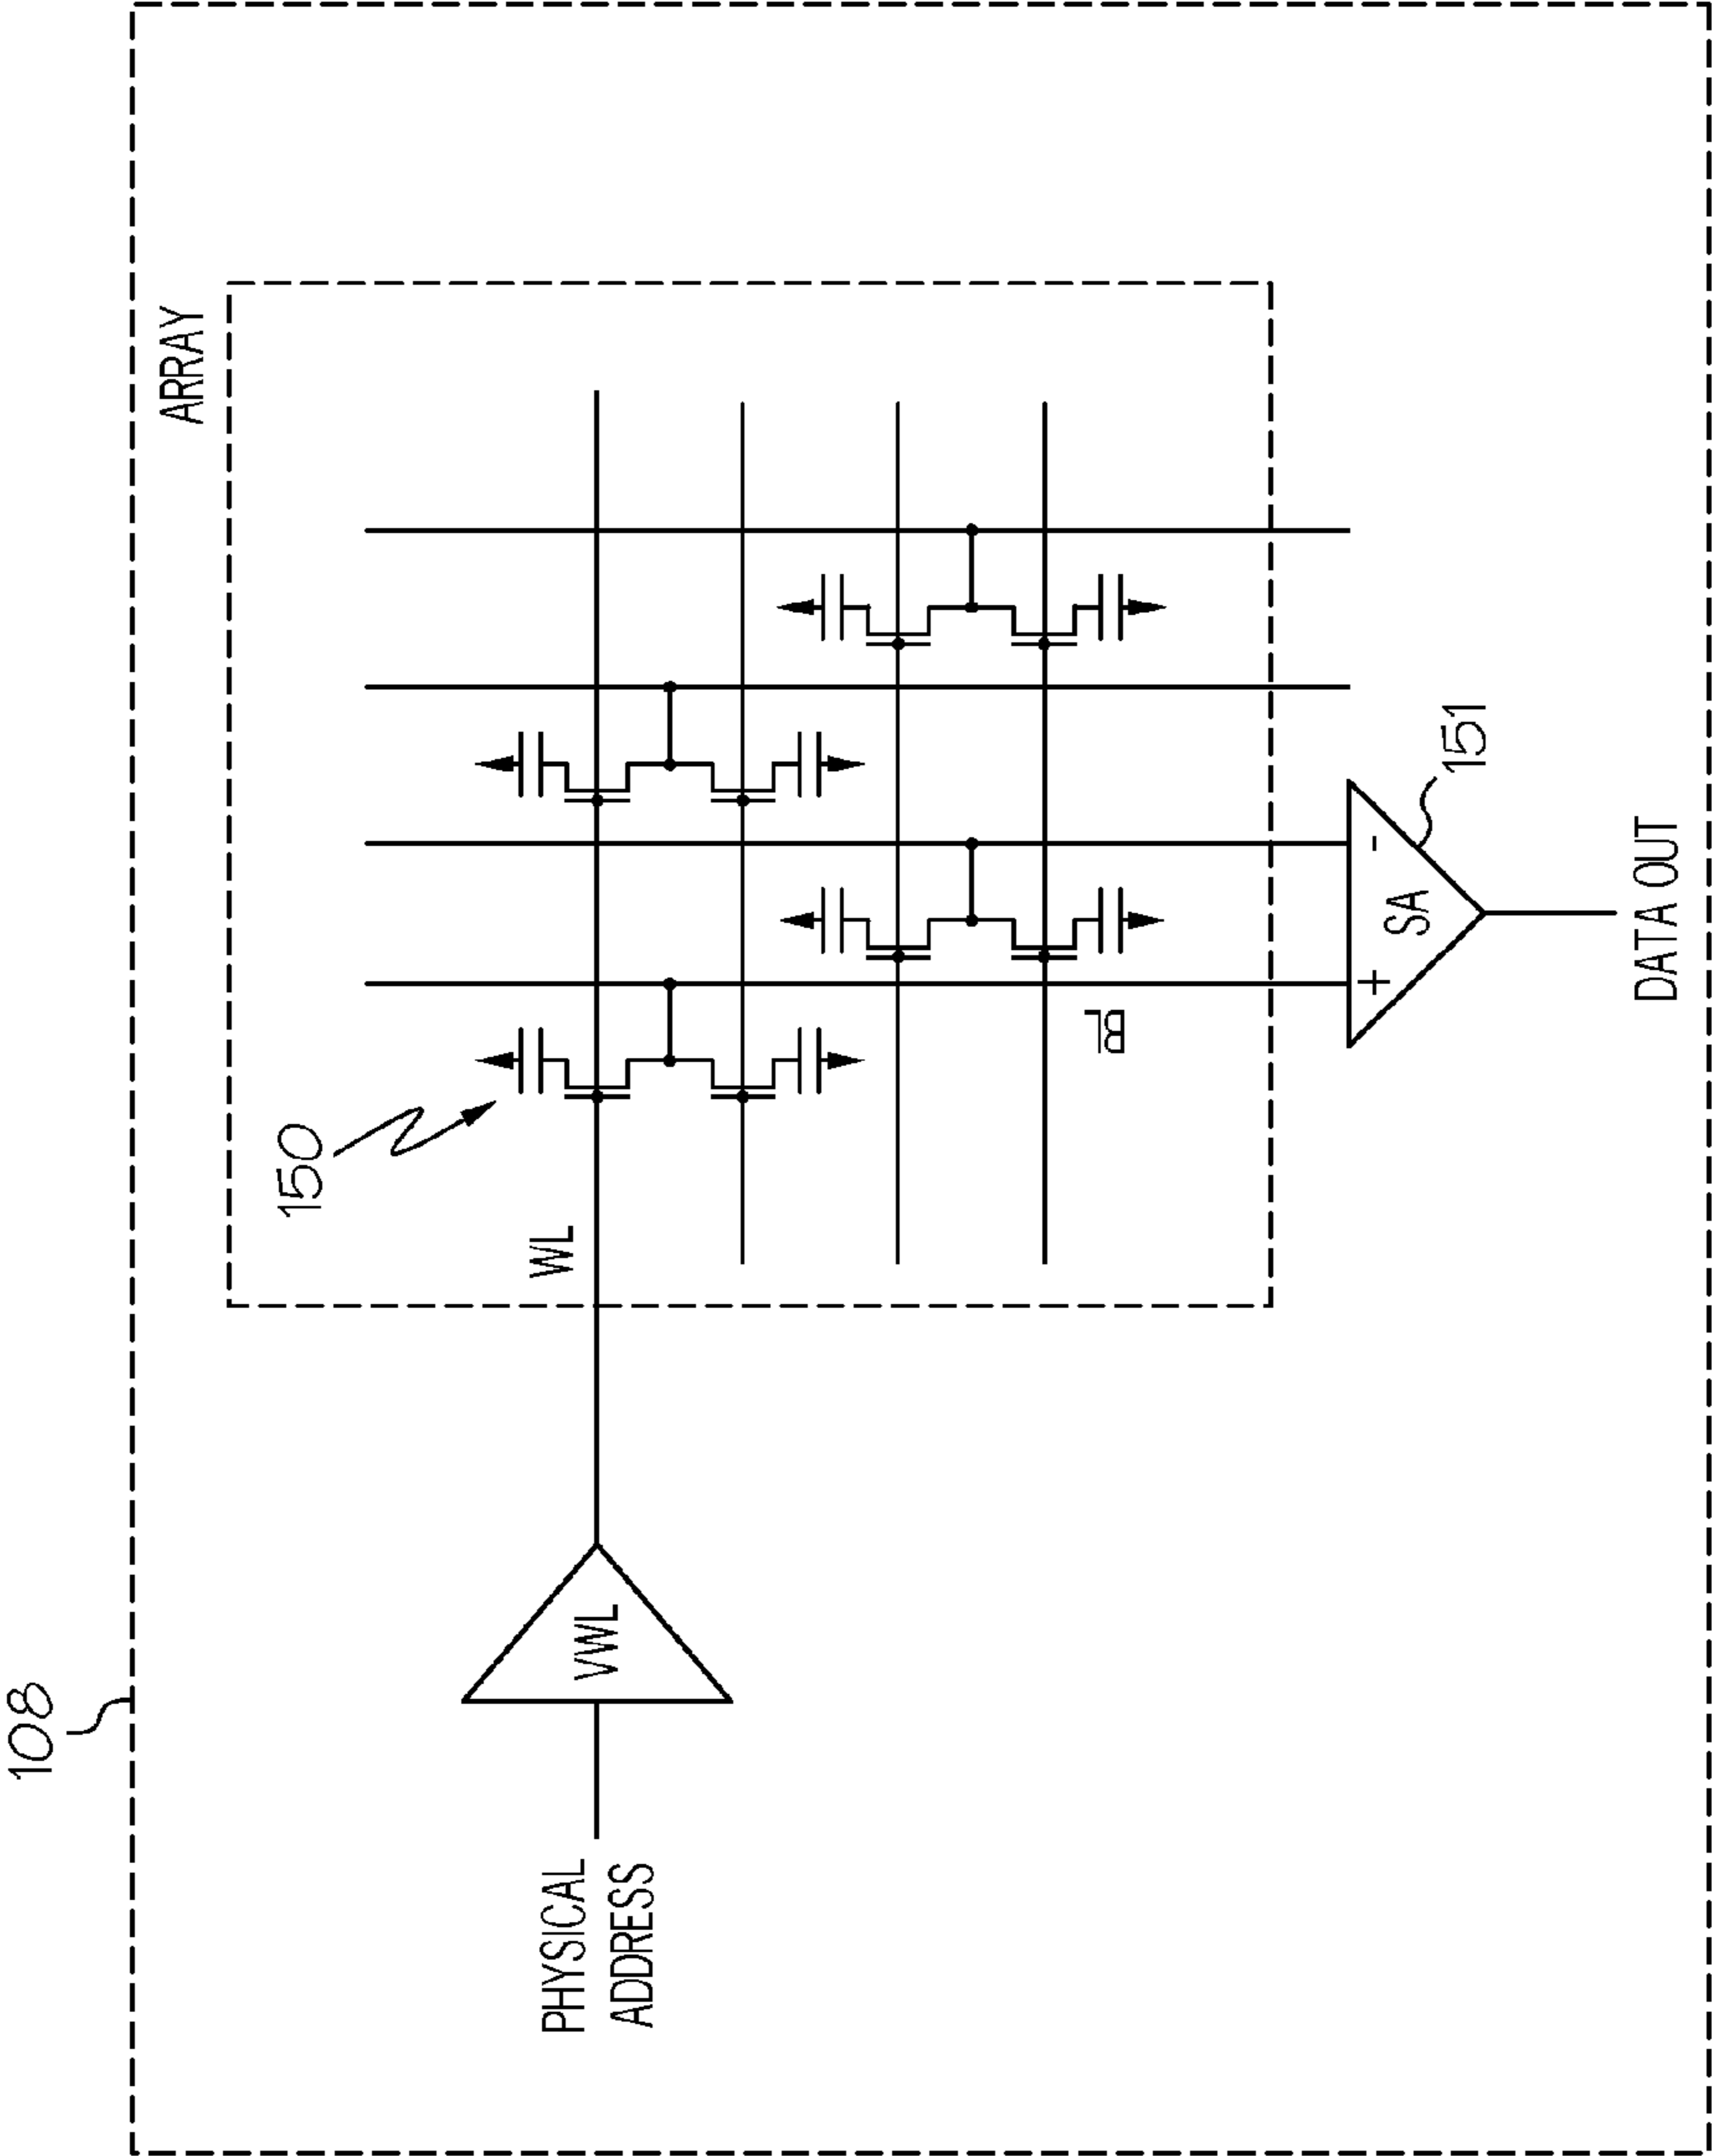 108
ARRAY
150
WL
PHYSICAL
ADDRESS
VWL
BL
+
SA
-
151
DATA OUT